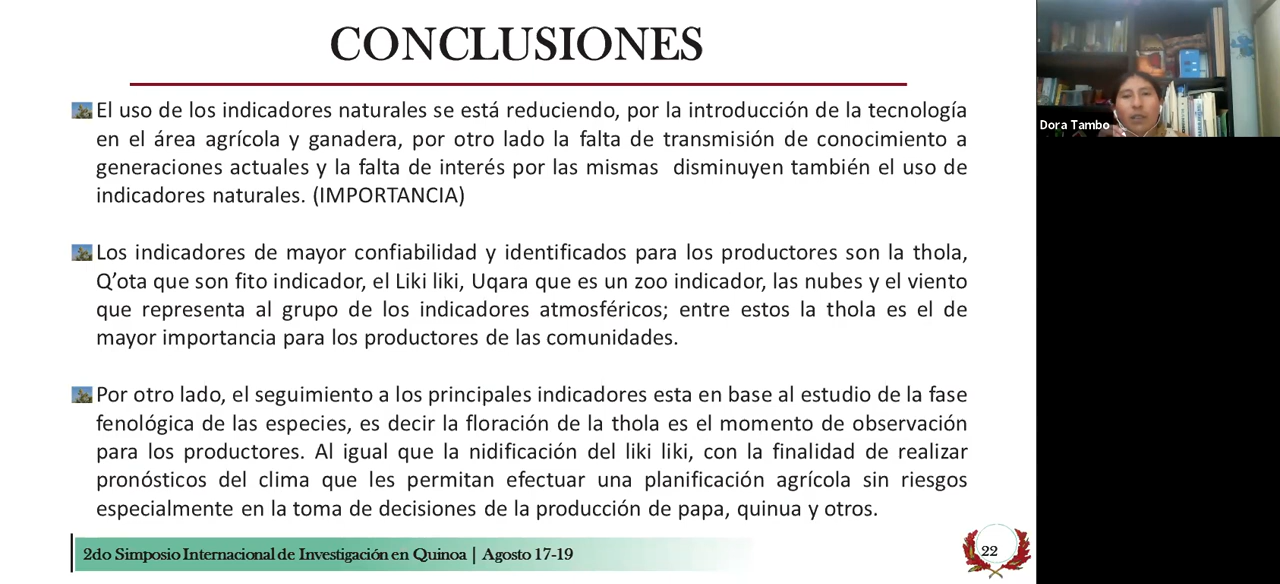 CONCLUSIONES
El uso de los indicadores naturales se está reduciendo, por la introducción de la tecnología
en el área agrícola y ganadera, por otro lado la falta de transmisión de conocimiento a
generaciones actuales y la falta de interés por las mismas disminuyen también el uso de
indicadores naturales. (IMPORTANCIA)
Los indicadores de mayor confiabilidad y identificados para los productores son la thola,
Q’ota que son fito indicador, el Liki liki, Uqara que es un zoo indicador, las nubes y el viento
que representa al grupo de los indicadores atmosféricos; entre estos la thola es el de
mayor importancia para los productores de las comunidades.
Por otro lado, el seguimiento a los principales indicadores esta en base al estudio de la fase
fenológica de las especies, es decir la floración de la thola es el momento de observación
para los productores. Al igual que la nidificación del liki liki, con la finalidad de realizar
pronósticos del clima que les permitan efectuar una planificación agrícola sin riesgos
especialmente en la toma de decisiones de la producción de papa, quinua y otros.
2do Simposio Internacional de Investigación en Quinoa | Agosto 17-19
22
Dora Tambo